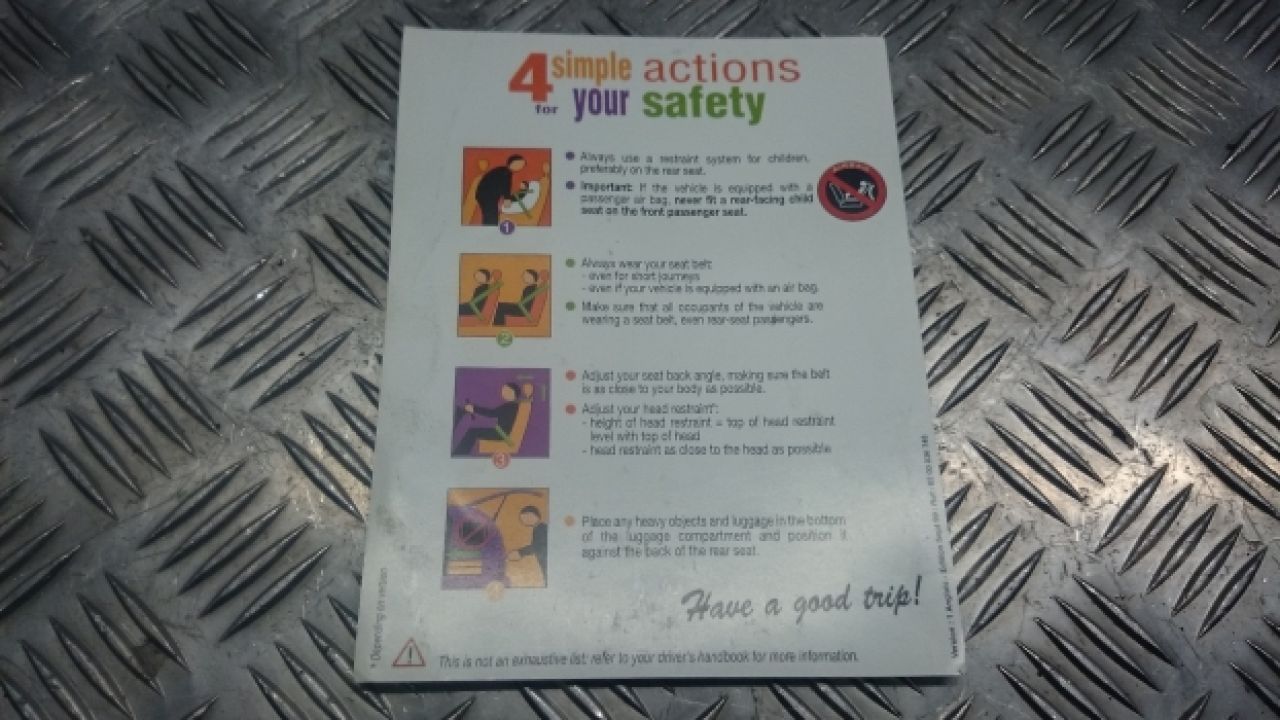 4 simple actions
for your safety
Always use a restraint system for children,
preferably on the rear seat.
Important: If the vehicle is equipped with a
passenger air bag, never fit a rear-facing child
seat on the front passenger seat.
1
Always wear your seat belt:
- even for short journeys
- even if your vehicle is equipped with an air bag.
Make sure that all occupants of the vehicle are
wearing a seat belt, even rear-seat passengers.
2
Adjust your seat back angle, making sure the belt
is as close to your body as possible.
Adjust your head restraint*:
- height of head restraint = top of head restraint
level with top of head
- head restraint as close to the head as possible
3
Place any heavy objects and luggage in the bottom
of the luggage compartment and position it
against the back of the rear seat.
4
Have a good trip!
* Depending on version
This is not an exhaustive list: refer to your driver's handbook for more information.